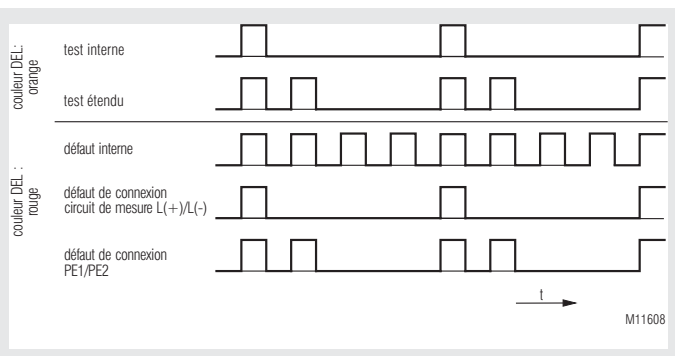 couleur DEL:
orange
test interne
test étendu
couleur DEL :
rouge
défaut interne
défaut de connexion
circuit de mesure L(+)/L(-)
défaut de connexion
PE1/PE2
t
M11608